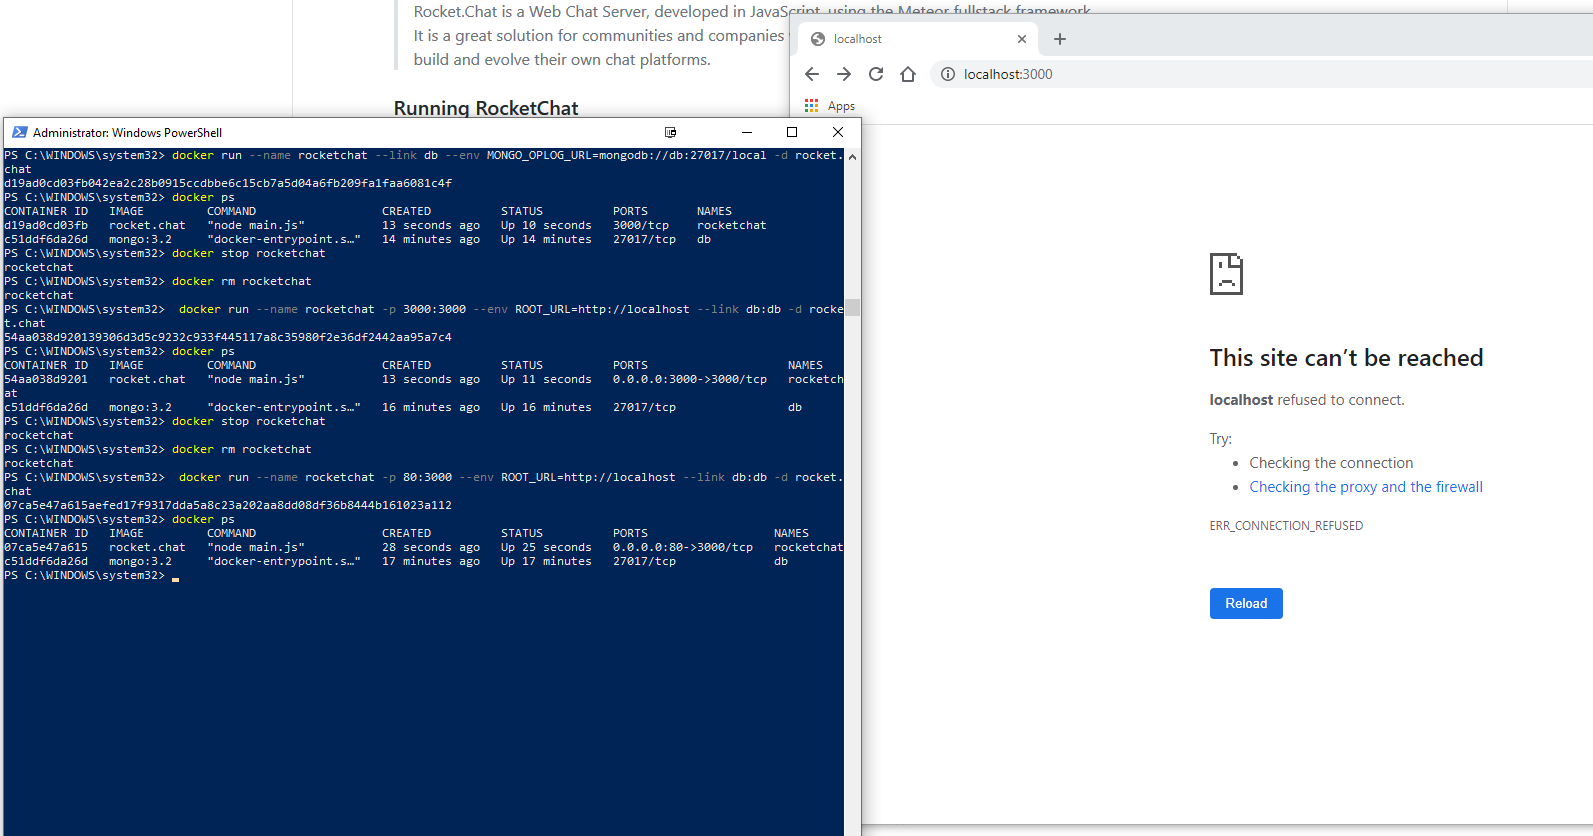 Rocket.Chat is a Web Chat Server, developed in JavaScript, using the Meteor fullstack framework.
It is a great solution for communities and companies
build and evolve their own chat platforms.
Running RocketChat
Administrator: Windows PowerShell
PS C:\WINDOWS\system32> docker run --name rocketchat --link db --env MONGO_OPLOG_URL=mongodb://db:27017/local -d rocket.
chat
d19ad0cd03fb042ea2c28b0915ccdbbe6c15cb7a5d04a6fb209fa1faa6081c4f
PS C:\WINDOWS\system32> docker ps
CONTAINER ID   IMAGE         COMMAND                  CREATED          STATUS          PORTS       NAMES
d19ad0cd03fb   rocket.chat   "node main.js"           13 seconds ago   Up 10 seconds   3000/tcp    rocketchat
c51ddf6da26d   mongo:3.2     "docker-entrypoint.s…"   14 minutes ago   Up 14 minutes   27017/tcp   db
PS C:\WINDOWS\system32> docker stop rocketchat
rocketchat
PS C:\WINDOWS\system32> docker rm rocketchat
rocketchat
PS C:\WINDOWS\system32>  docker run --name rocketchat -p 3000:3000 --env ROOT_URL=http://localhost --link db:db -d rocke
t.chat
54aa038d920139306d3d5c9232c933f445117a8c35980f2e36df2442aa95a7c4
PS C:\WINDOWS\system32> docker ps
CONTAINER ID   IMAGE         COMMAND                  CREATED          STATUS          PORTS                    NAMES
54aa038d9201   rocket.chat   "node main.js"           13 seconds ago   Up 11 seconds   0.0.0.0:3000->3000/tcp   rocketch
at
c51ddf6da26d   mongo:3.2     "docker-entrypoint.s…"   16 minutes ago   Up 16 minutes   27017/tcp                db
PS C:\WINDOWS\system32> docker stop rocketchat
rocketchat
PS C:\WINDOWS\system32> docker rm rocketchat
rocketchat
PS C:\WINDOWS\system32>  docker run --name rocketchat -p 80:3000 --env ROOT_URL=http://localhost --link db:db -d rocket.
chat
07ca5e47a615aefed17f9317dda5a8c23a202aa8dd08df36b8444b161023a112
PS C:\WINDOWS\system32> docker ps
CONTAINER ID   IMAGE         COMMAND                  CREATED          STATUS          PORTS                  NAMES
07ca5e47a615   rocket.chat   "node main.js"           28 seconds ago   Up 25 seconds   0.0.0.0:80->3000/tcp   rocketchat
c51ddf6da26d   mongo:3.2     "docker-entrypoint.s…"   17 minutes ago   Up 17 minutes   27017/tcp              db
PS C:\WINDOWS\system32>
localhost
localhost:3000
Apps
This site can’t be reached
localhost refused to connect.
Try:
• Checking the connection
• Checking the proxy and the firewall
ERR_CONNECTION_REFUSED
Reload